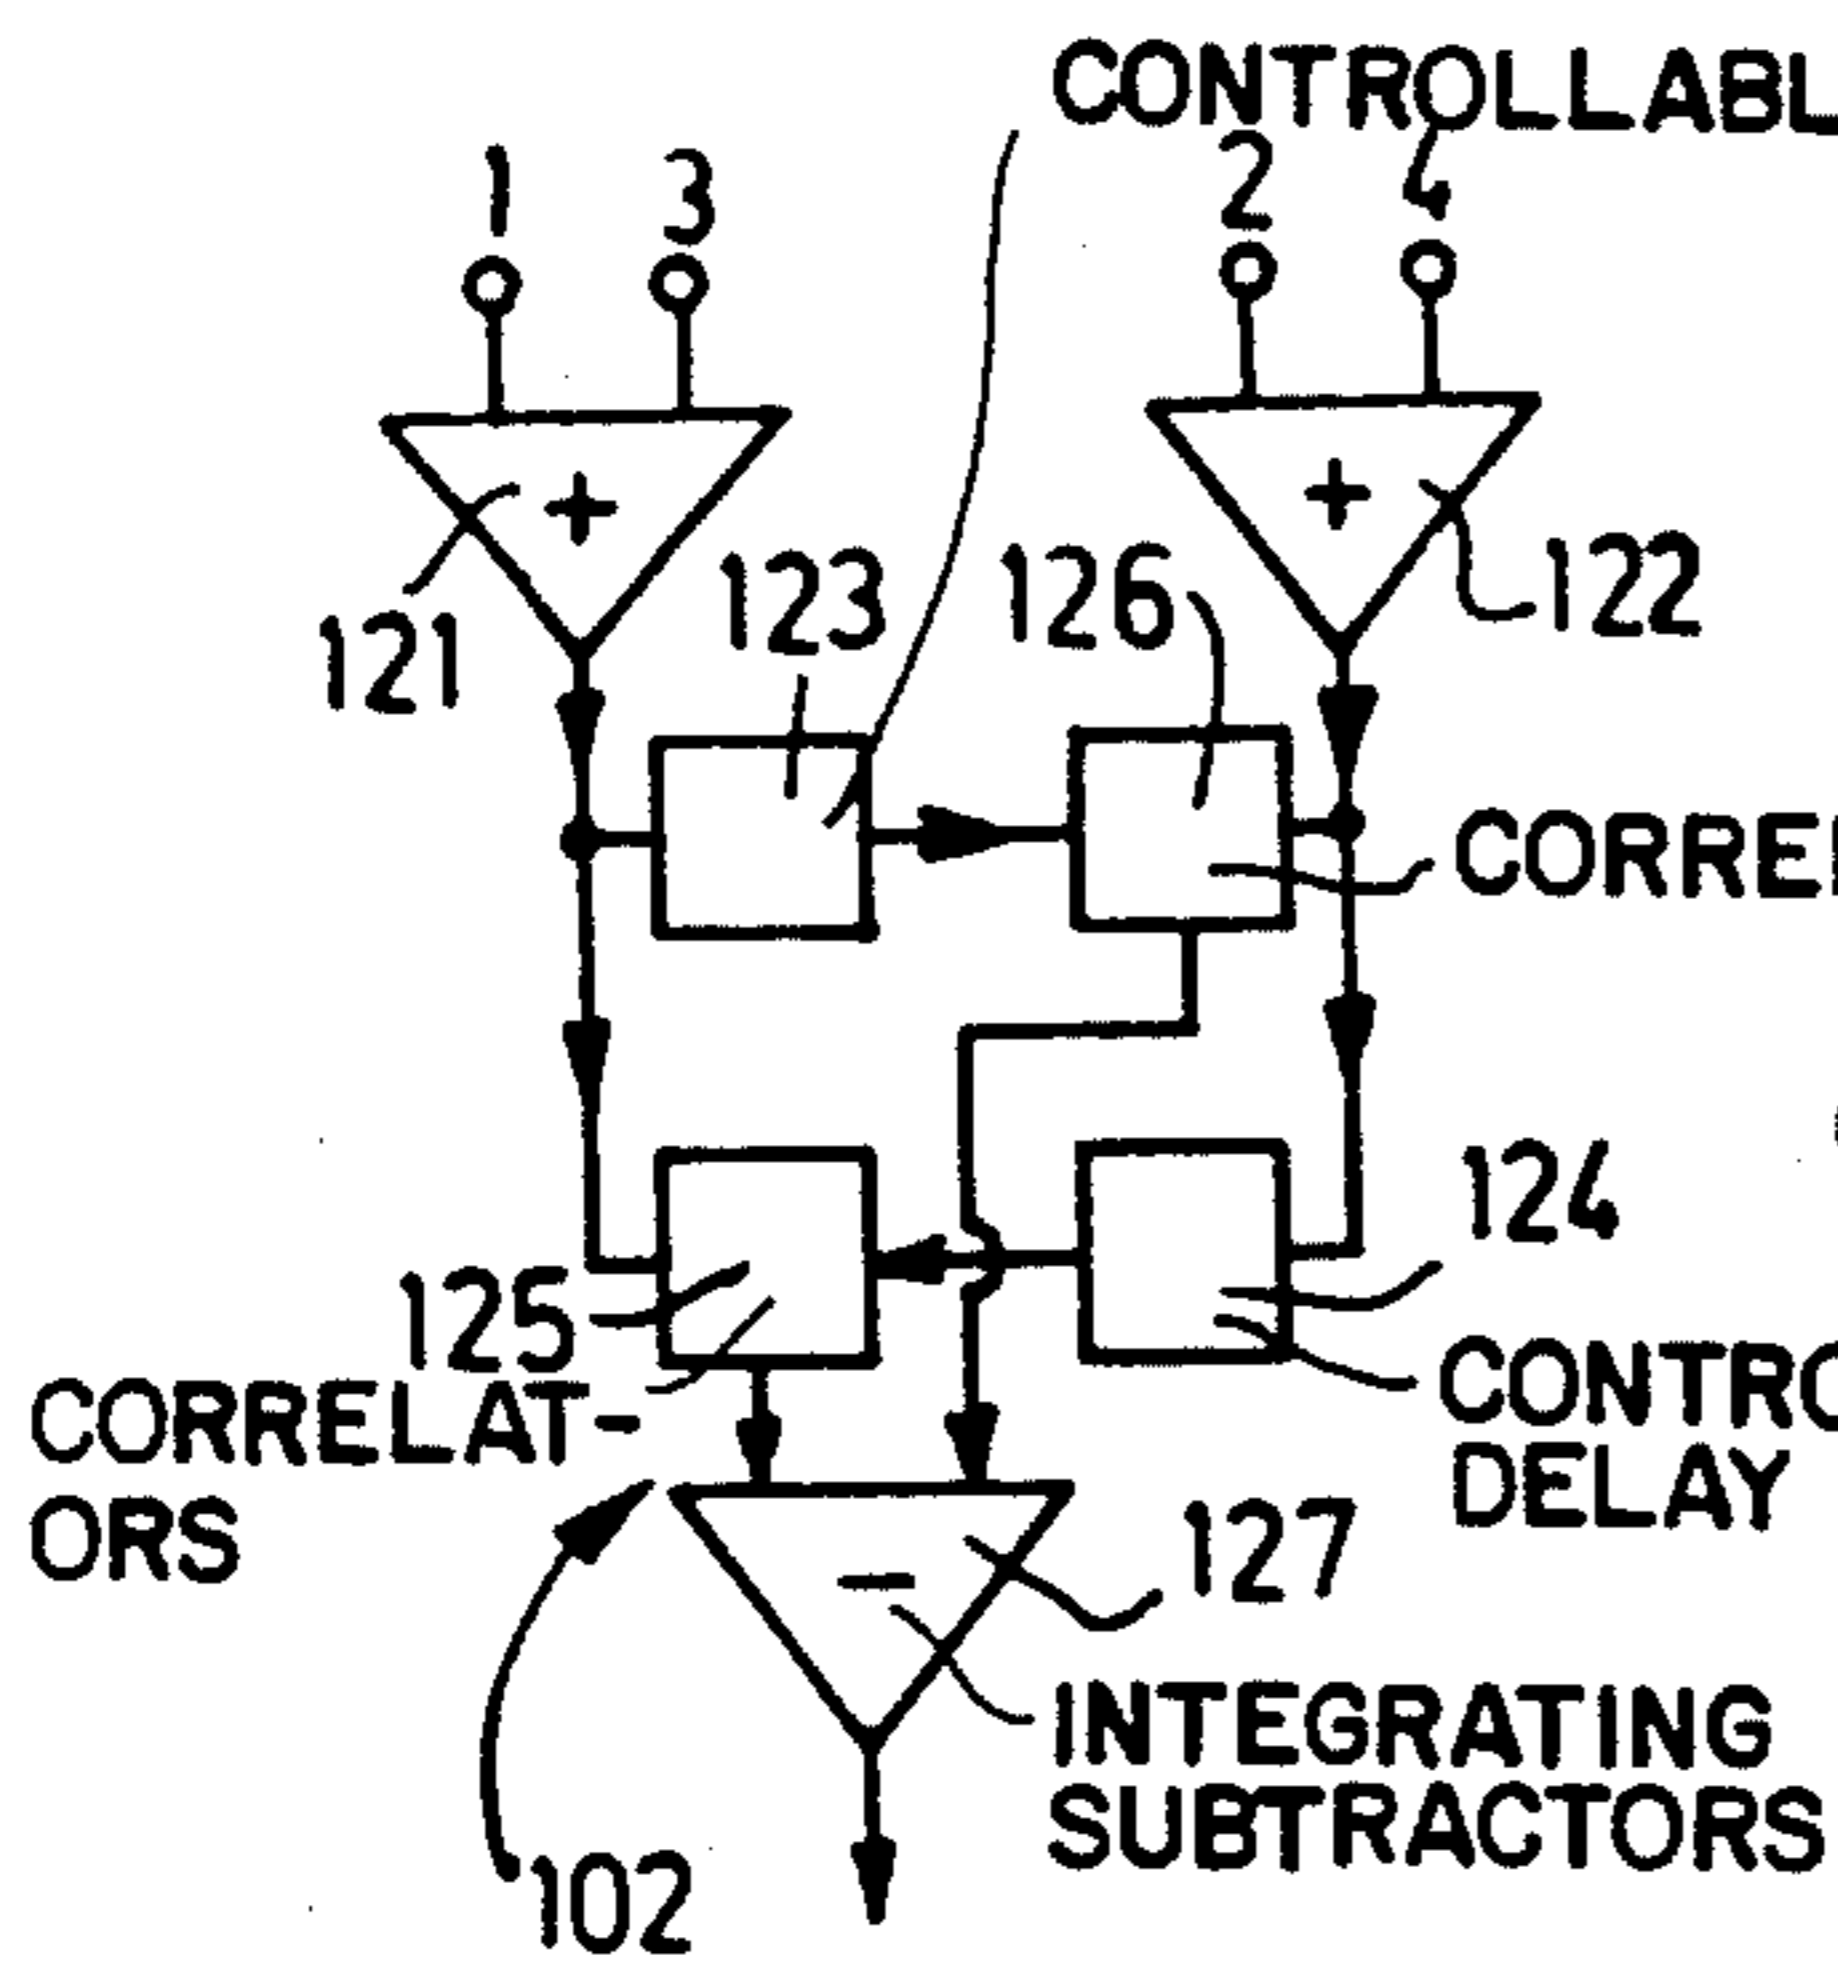 CONTROLLABL
1 3 2 4
+ +
123 126 122
121
CORREL
124
125
CONTRO
DELAY
CORRELAT-
ORS
127
-
INTEGRATING
SUBTRACTORS
102